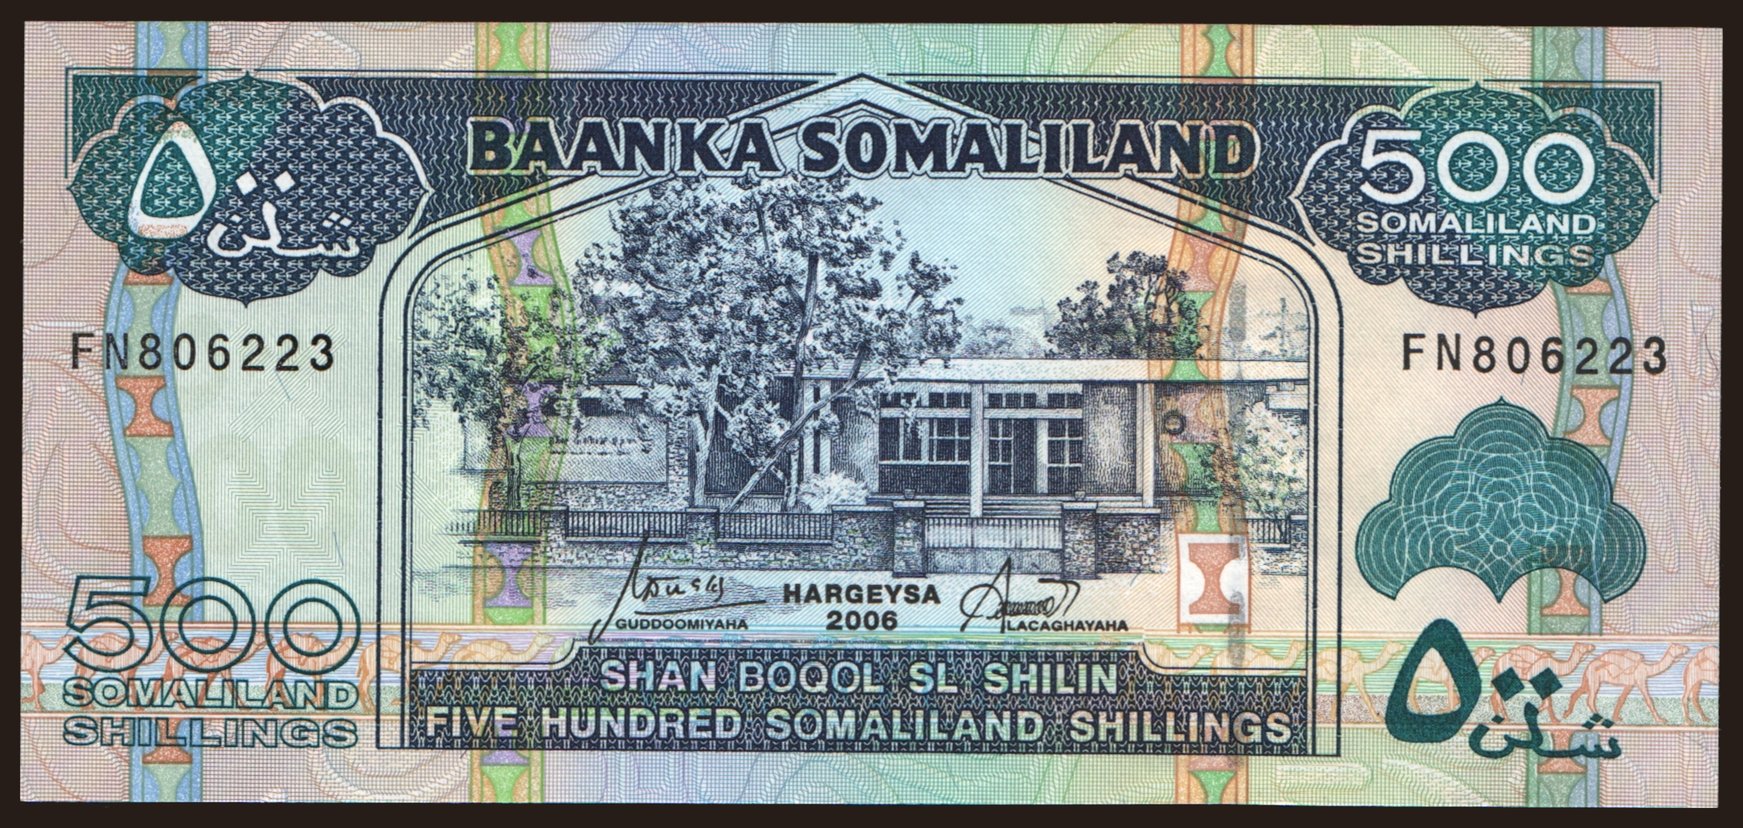 BAANKA SOMALILAND
٥٠٠
شلن
500
SOMALILAND
SHILLINGS
FN806223
FN806223
HARGEYSA
2006
GUDDOOMIYAHA
LACAGHAYAHA
500
SOMALILAND
SHILLINGS
SHAN BOQOL SL SHILIN
FIVE HUNDRED SOMALILAND SHILLINGS
٥٠٠
شلن